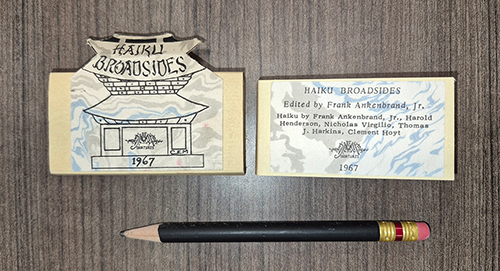 HAIKU
BROADSIDES
1967
HAIKU BROADSIDES
Edited by Frank Ankenbrand, Jr.
Haiku by Frank Ankenbrand, Jr., Harold
Henderson, Nicholas Virgilio, Thomas
J. Harkins, Clement Hoyt
1967